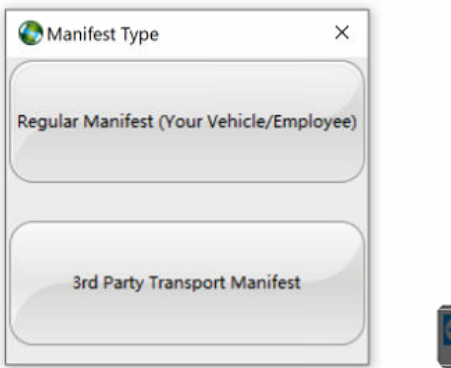 Manifest Type
Regular Manifest (Your Vehicle/Employee)
3rd Party Transport Manifest